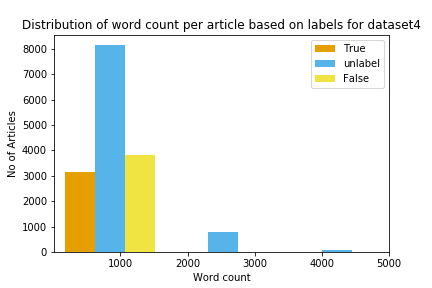 Distribution of word count per article based on labels for dataset4
True
unlabel
False
8000
7000
6000
5000
4000
3000
2000
1000
0
No of Articles
1000 2000 3000 4000 5000
Word count